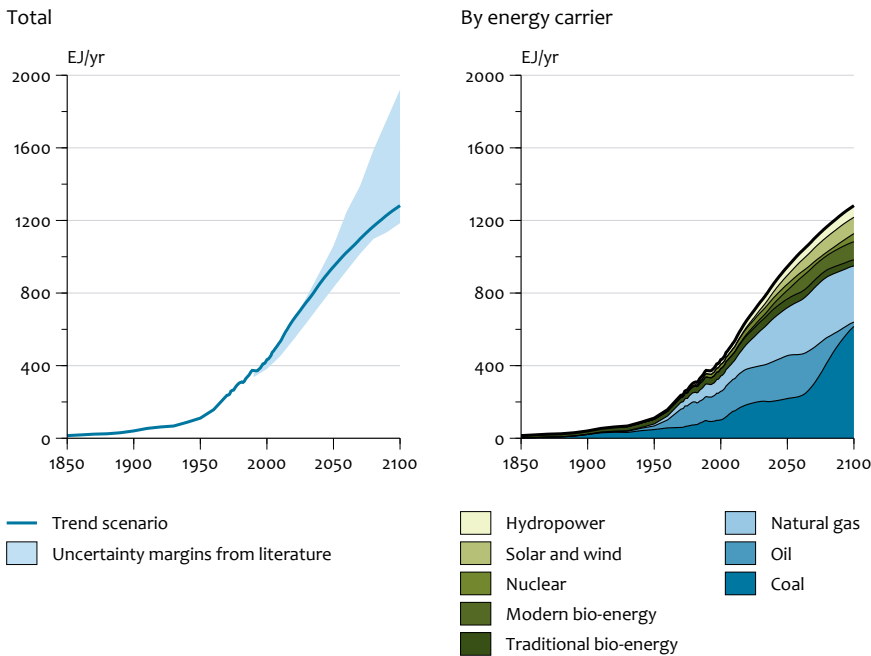 Total
EJ/yr
2000
1600
1200
800
400
0
1850 1900 1950 2000 2050 2100
Trend scenario
Uncertainty margins from literature
By energy carrier
EJ/yr
2000
1600
1200
800
400
0
1850 1900 1950 2000 2050 2100
Hydropower
Solar and wind
Nuclear
Modern bio-energy
Traditional bio-energy
Natural gas
Oil
Coal